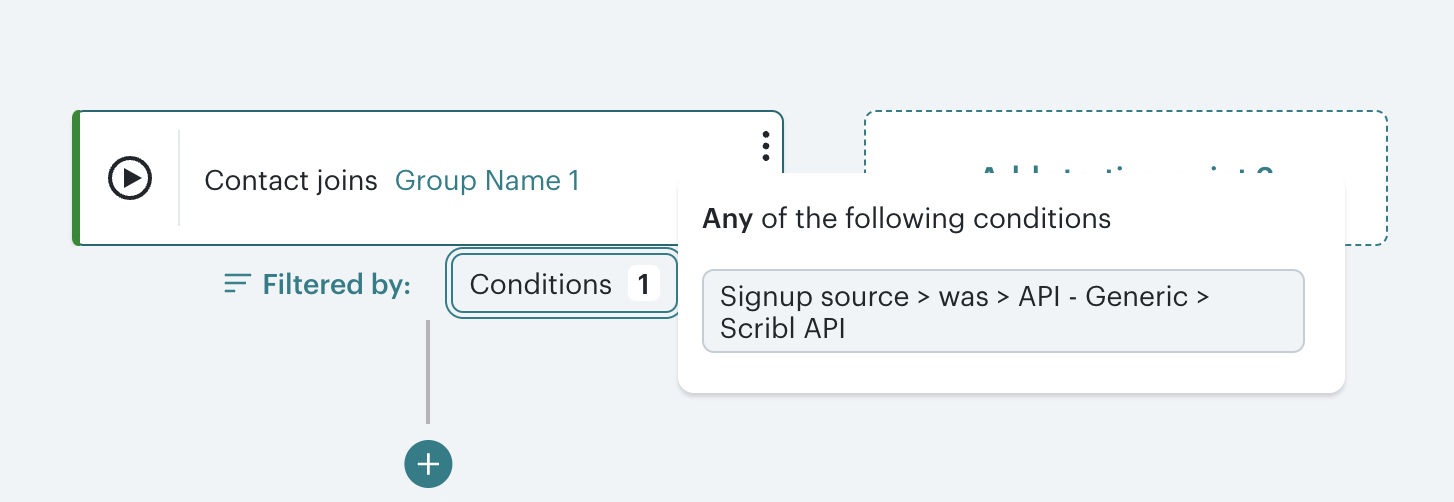 Contact joins Group Name 1
Any of the following conditions
Filtered by:
Conditions 1
Signup source > was > API - Generic >
Scribl API